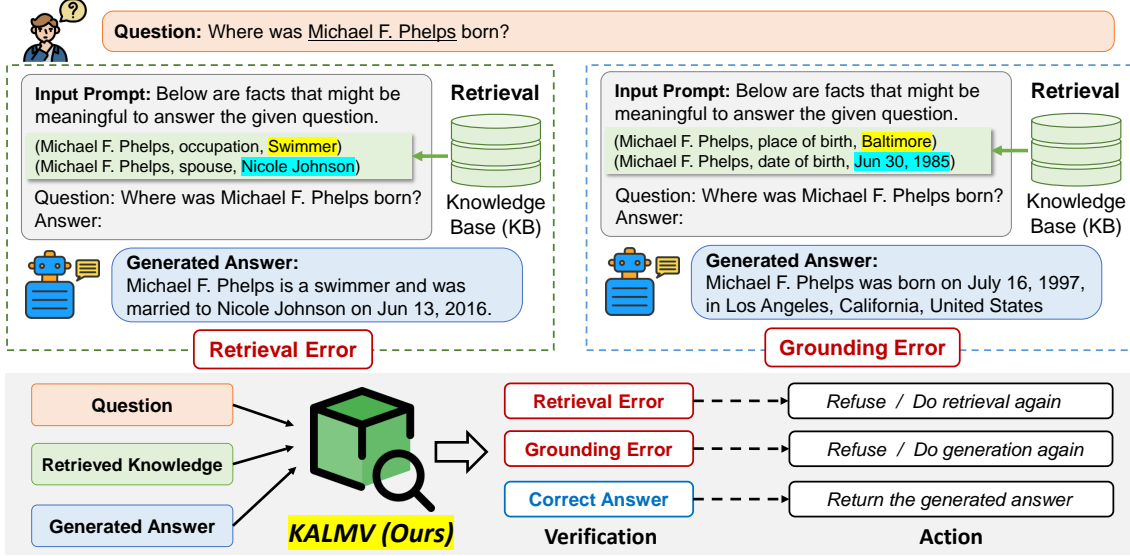 ?
Question: Where was Michael F. Phelps born?
Input Prompt: Below are facts that might be
meaningful to answer the given question.
(Michael F. Phelps, occupation, Swimmer)
(Michael F. Phelps, spouse, Nicole Johnson)
Question: Where was Michael F. Phelps born?
Answer:
Retrieval
Knowledge
Base (KB)
Generated Answer:
Michael F. Phelps is a swimmer and was
married to Nicole Johnson on Jun 13, 2016.
Retrieval Error
Input Prompt: Below are facts that might be
meaningful to answer the given question.
(Michael F. Phelps, place of birth, Baltimore)
(Michael F. Phelps, date of birth, Jun 30, 1985)
Question: Where was Michael F. Phelps born?
Answer:
Retrieval
Knowledge
Base (KB)
Generated Answer:
Michael F. Phelps was born on July 16, 1997,
in Los Angeles, California, United States
Grounding Error
Question
Retrieved Knowledge
Generated Answer
KALMV (Ours)
Retrieval Error
Refuse / Do retrieval again
Grounding Error
Refuse / Do generation again
Correct Answer
Return the generated answer
Verification
Action